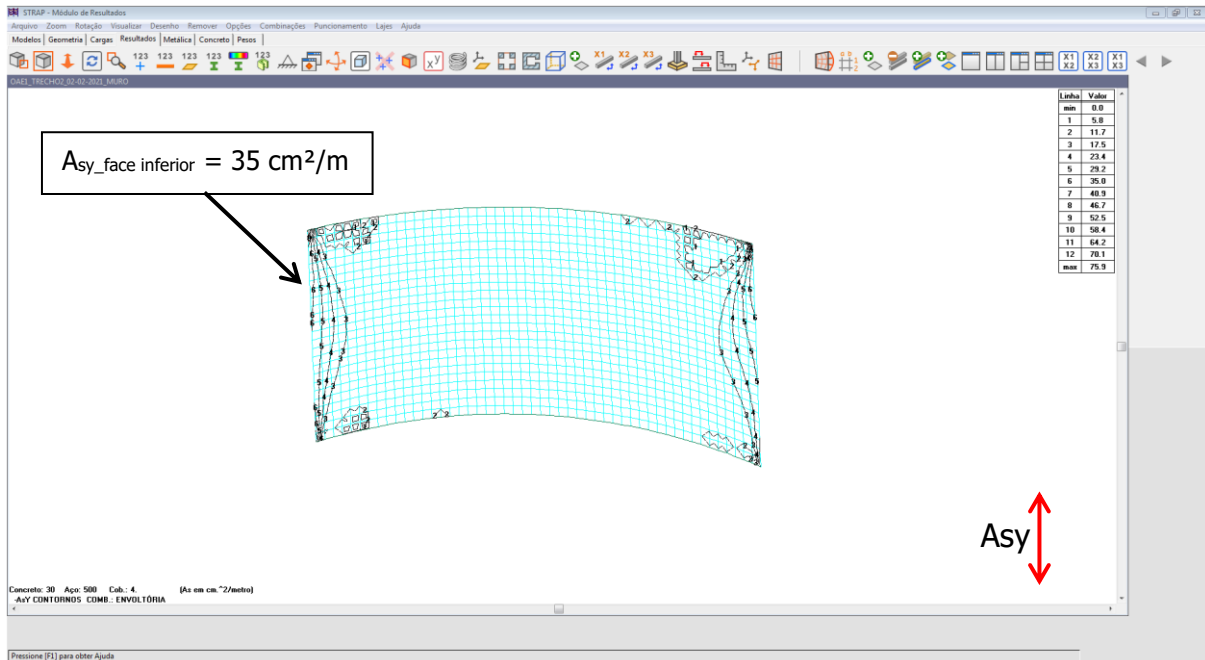 STRAP - Módulo de Resultados
Arquivo Zoom Rotação Visualizar Desenho Remover Opções Combinações Puncionamento Lajes Ajuda
Modelos Geometria Cargas Resultados Metálica Concreto Pesos
OAE1_TRECHO2_02-02-2021_MURO
Linha Valor
min 0.0
1 5.8
2 11.7
3 17.5
4 23.4
5 29.2
6 35.0
7 40.9
8 46.7
9 52.5
10 58.4
11 64.2
12 70.1
max 75.9
Asy_face inferior = 35 cm²/m
Asy
Concreto: 30 Aço: 500 Cob.: 4. (As em cm.^2/metro)
-AsY CONTORNOS COMB.: ENVOLTÓRIA
Pressione [F1] para obter Ajuda